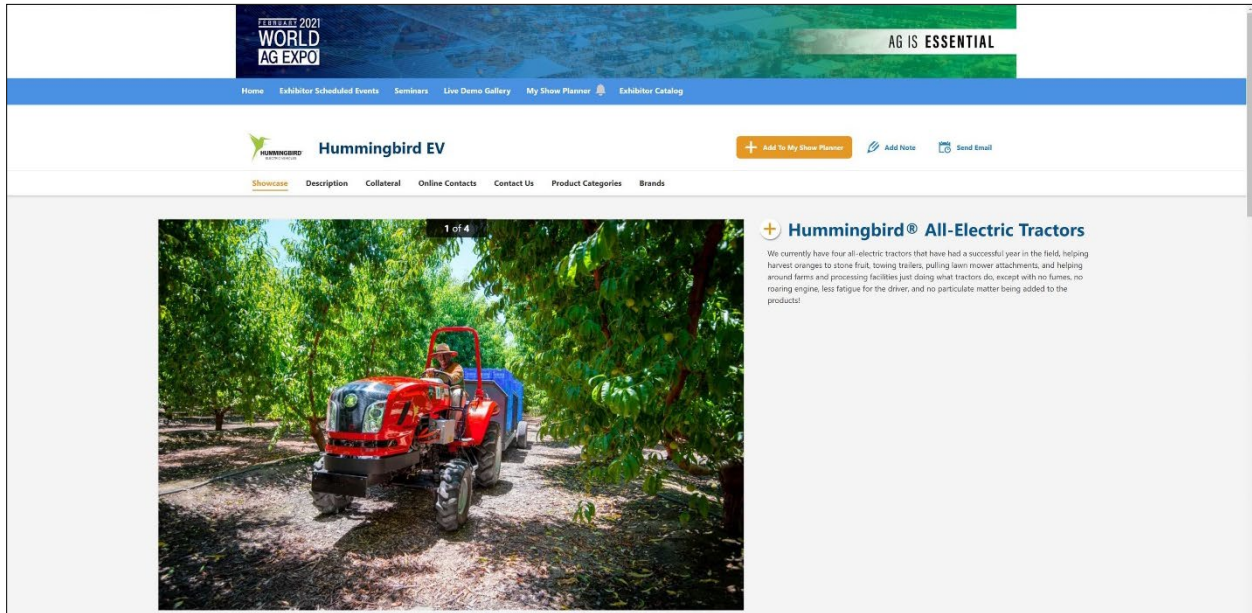 FEBRUARY 2021
WORLD
AG EXPO
AG IS ESSENTIAL
Home Exhibitor Scheduled Events Seminars Live Demo Gallery My Show Planner Exhibitor Catalog
HUMMINGBIRD
Hummingbird EV
Add To My Show Planner Add Note Send Email
Showcase Description Collateral Online Contacts Contact Us Product Categories Brands
1 of 4
Hummingbird® All-Electric Tractors
We currently have four all-electric tractors that have had a successful year in the field, helping
harvest oranges to stone fruit, towing trailers, pulling lawn mower attachments, and helping
around farms and processing facilities just doing what tractors do, except with no fumes, no
roaring engine, less fatigue for the driver, and no particulate matter being added to the
products!